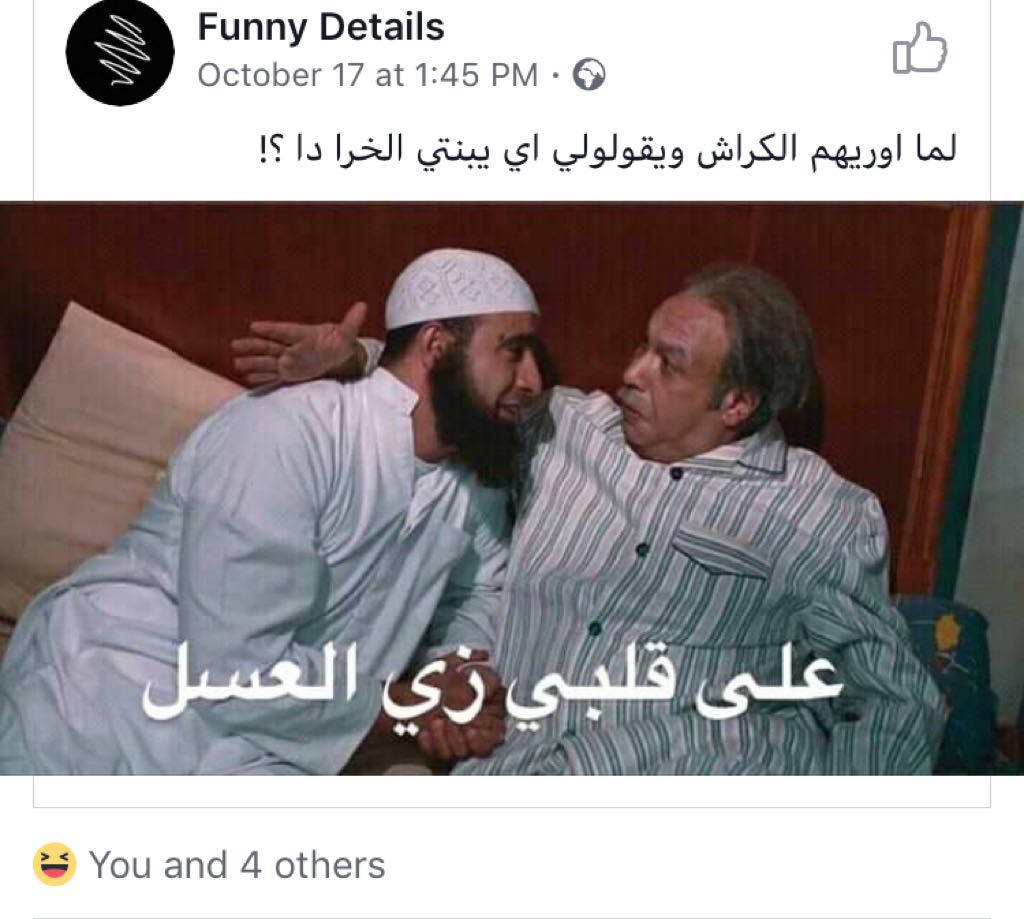 Funny Details
October 17 at 1:45 PM ·
لما اوريهم الكراش ويقولولي اي يبنتي الخرا دا ؟!
على قلبي زي العسل
You and 4 others